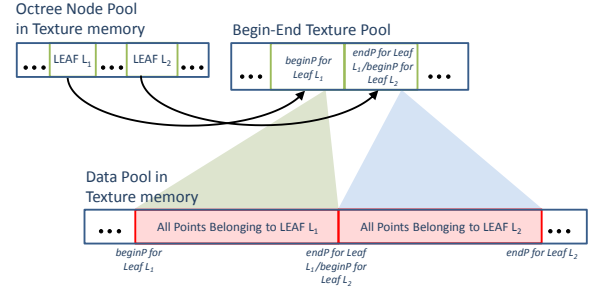 Octree Node Pool
in Texture memory
... LEAF L1 ... LEAF L2 ...
Begin-End Texture Pool
... beginP for
Leaf L1
endP for Leaf
L1/beginP for
Leaf L2
...
Data Pool in
Texture memory
... All Points Belonging to LEAF L1 All Points Belonging to LEAF L2 ...
beginP for
Leaf L1
endP for Leaf
L1/beginP for
Leaf L2
endP for Leaf L2